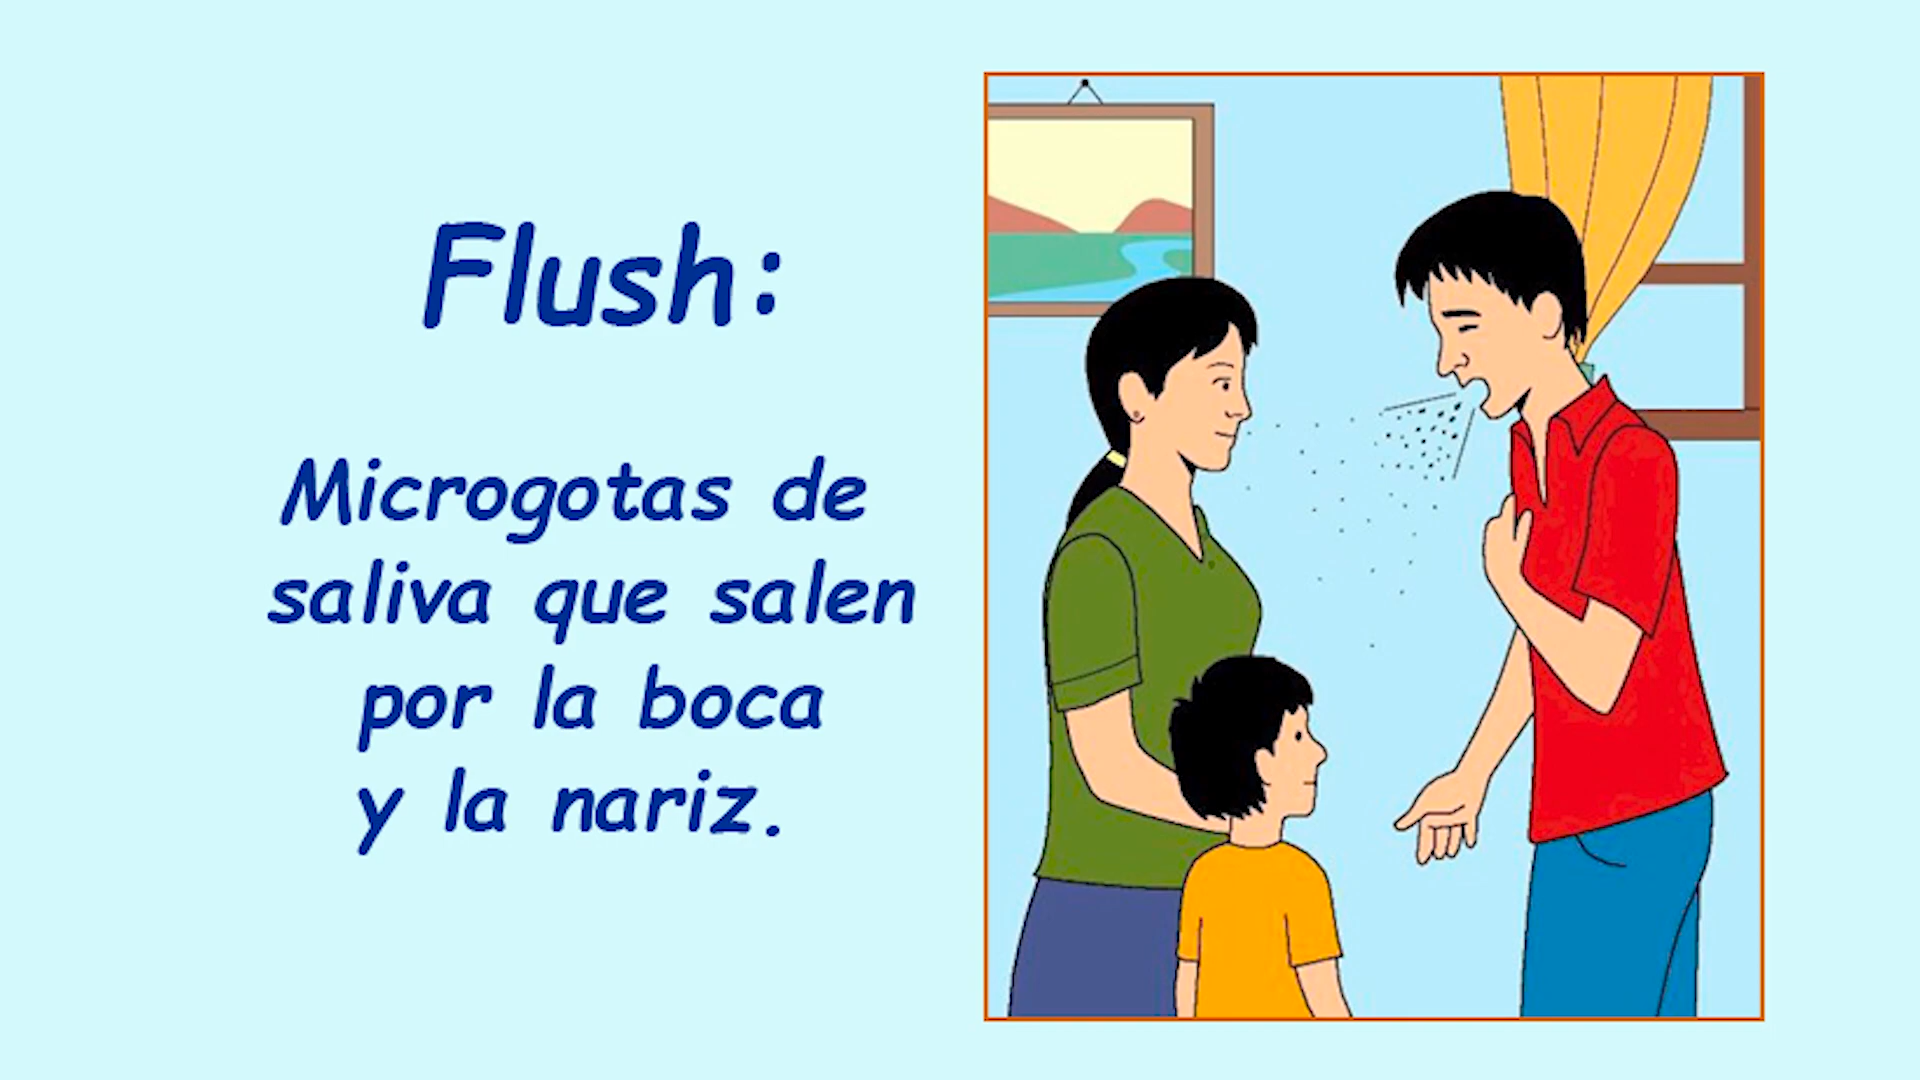 Flush:
Microgotas de
saliva que salen
por la boca
y la nariz.